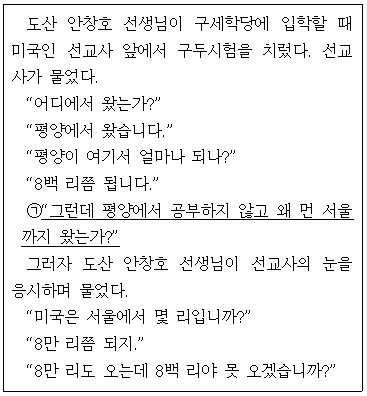 도산 안창호 선생님이 구세학당에 입학할 때
미국인 선교사 앞에서 구두시험을 치렀다. 선교
사가 물었다.
“어디에서 왔는가?”
“평양에서 왔습니다.”
“평양이 여기서 얼마나 되나?”
“8백 리쯤 됩니다.”
㉠“그런데 평양에서 공부하지 않고 왜 먼 서울
까지 왔는가?”
그러자 도산 안창호 선생님이 선교사의 눈을
응시하며 물었다.
“미국은 서울에서 몇 리입니까?”
“8만 리쯤 되지.”
“8만 리도 오는데 8백 리야 못 오겠습니까?”